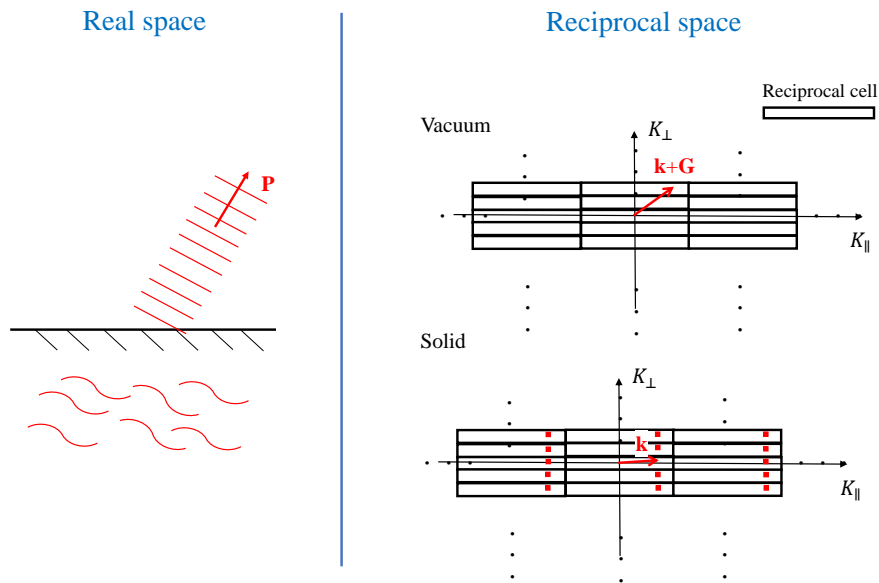 Real space
Reciprocal space
Reciprocal cell
Vacuum
K⊥
k+G
P
K∥
Solid
K⊥
k
K∥